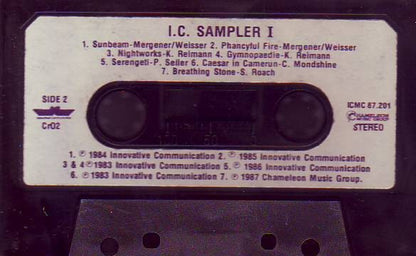 I.C. SAMPLER I
1. Sunbeam-Mergener/Weisser 2. Phancyful Fire-Mergener/Weisser
3. Nightworks-K. Reimann 4. Gymnopaedie-K. Reimann
5. Serengeti-P. Seiler 6. Caesar in Camerun-C. Mondshine
7. Breathing Stone-S. Roach
SIDE 2
CrO2
ICMC 87.201
CHAMELEON
MUSIC GROUP
STEREO
1. ℗ 1984 Innovative Communication 2. ℗ 1985 Innovative Communication
3 & 4 ℗ 1983 Innovative Communication 5. ℗ 1986 Innovative Communication
6. ℗ 1983 Innovative Communication 7. ℗ 1987 Chameleon Music Group.